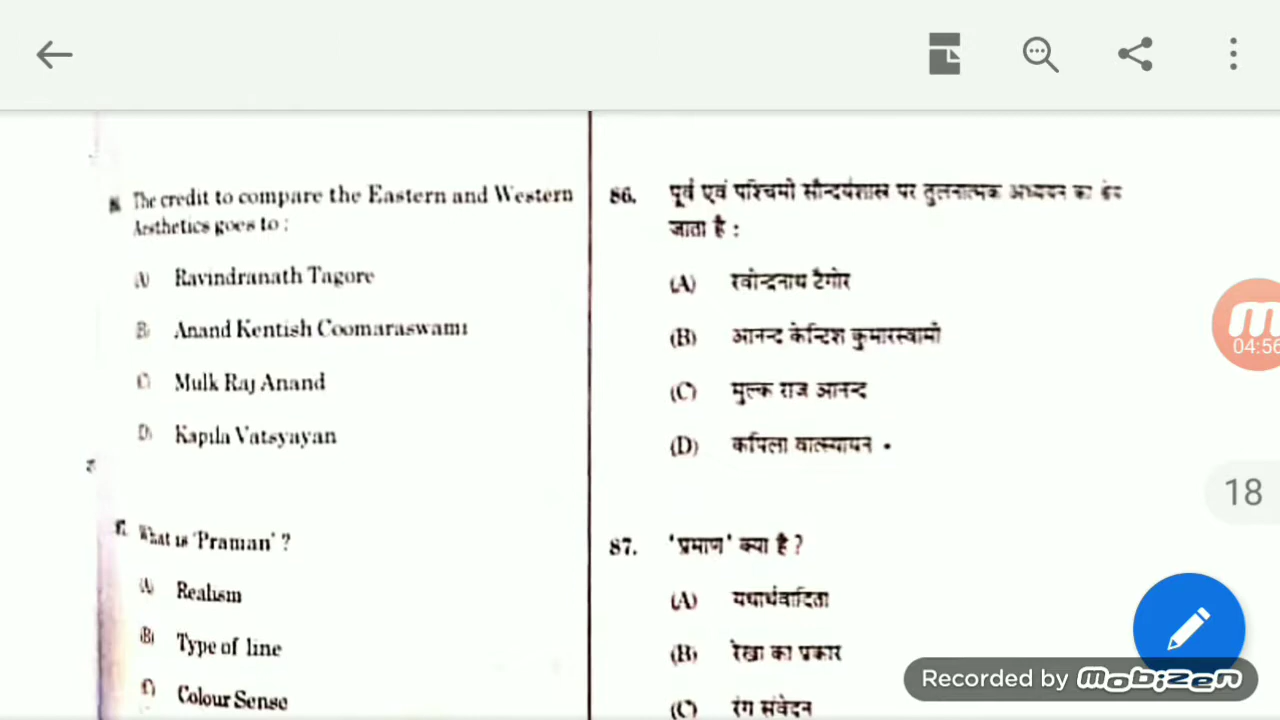 The credit to compare the Eastern and Western
Aesthetics goes to :
(A) Ravindranath Tagore
(B) Anand Kentish Coomaraswami
(C) Mulk Raj Anand
(D) Kapila Vatsyayan
What is 'Praman' ?
(A) Realism
(B) Type of line
Colour Sense
86. पूर्व एवं पश्चिमी सौन्दर्यशास्त्र पर तुलनात्मक अध्ययन का श्रेय
जाता है :
(A) रवीन्द्रनाथ टैगोर
(B) आनन्द केन्टिश कुमारस्वामी
(C) मुल्क राज आनन्द
(D) कपिला वात्स्यायन
87. 'प्रमाण' क्या है ?
(A) यथार्थवादिता
(B) रेखा का प्रकार
(C) रंग संवेदन
04:56
18
Recorded by mobizen